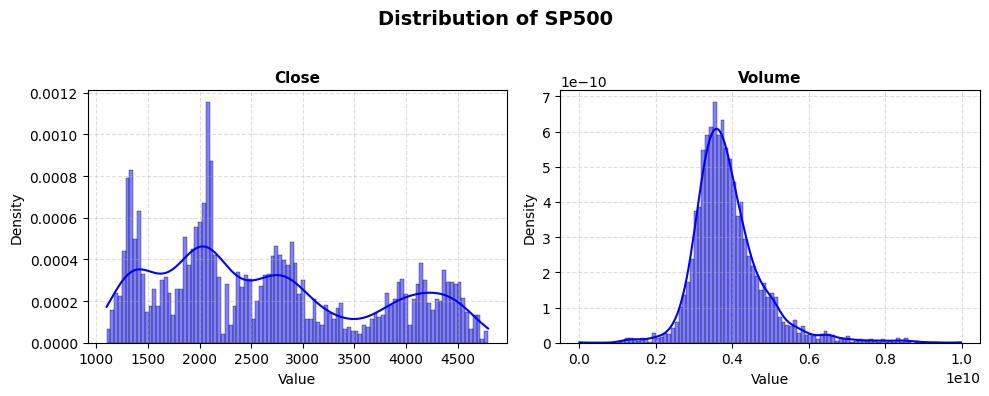 Distribution of SP500
Close
0.0012
0.0010
0.0008
0.0006
0.0004
0.0002
0.0000
Density
1000 1500 2000 2500 3000 3500 4000 4500
Value
Volume
1e−10
7
6
5
4
3
2
1
0
Density
0.0 0.2 0.4 0.6 0.8 1.0
1e10
Value